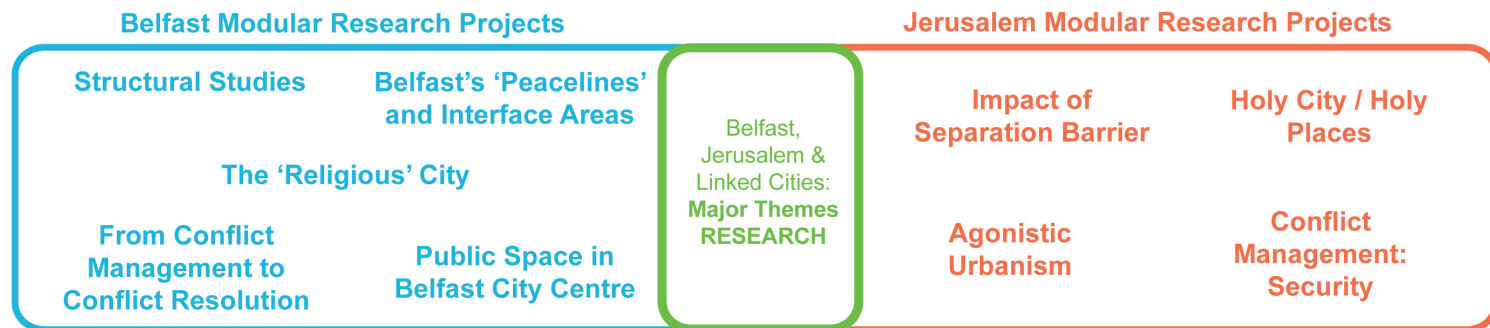 Belfast Modular Research Projects
Structural Studies
Belfast's ‘Peacelines’
and Interface Areas
The ‘Religious’ City
From Conflict
Management to
Conflict Resolution
Public Space in
Belfast City Centre
Belfast,
Jerusalem &
Linked Cities:
Major Themes
RESEARCH
Jerusalem Modular Research Projects
Impact of
Separation Barrier
Holy City / Holy
Places
Agonistic
Urbanism
Conflict
Management:
Security